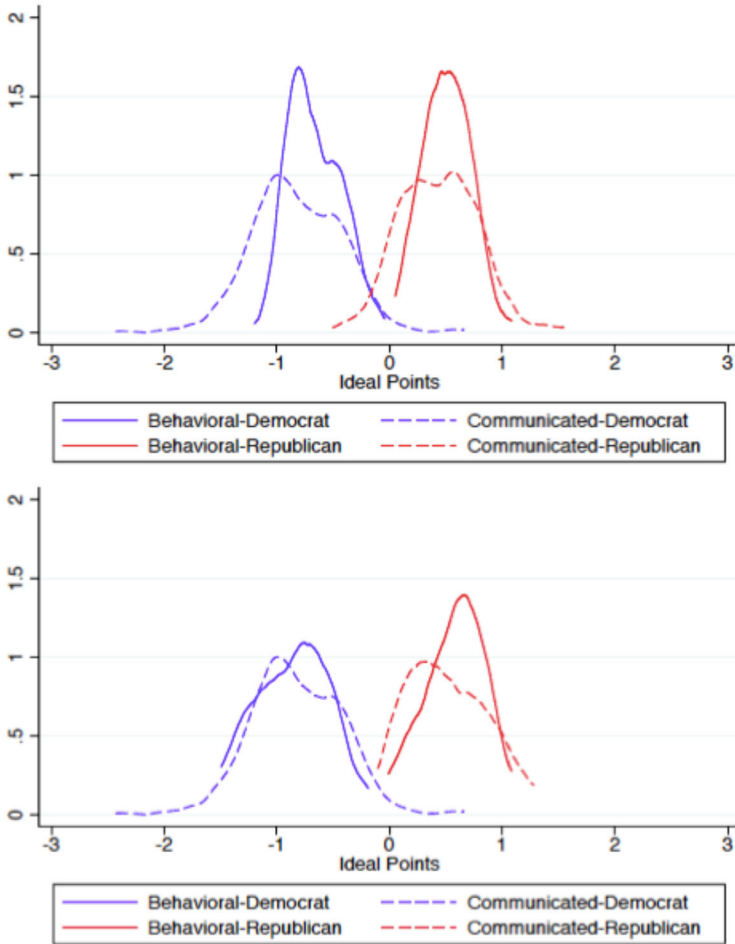 2
1.5
1
.5
0
-3 -2 -1 0 1 2 3
Ideal Points
Behavioral-Democrat Communicated-Democrat
Behavioral-Republican Communicated-Republican
2
1.5
1
.5
0
-3 -2 -1 0 1 2 3
Ideal Points
Behavioral-Democrat Communicated-Democrat
Behavioral-Republican Communicated-Republican